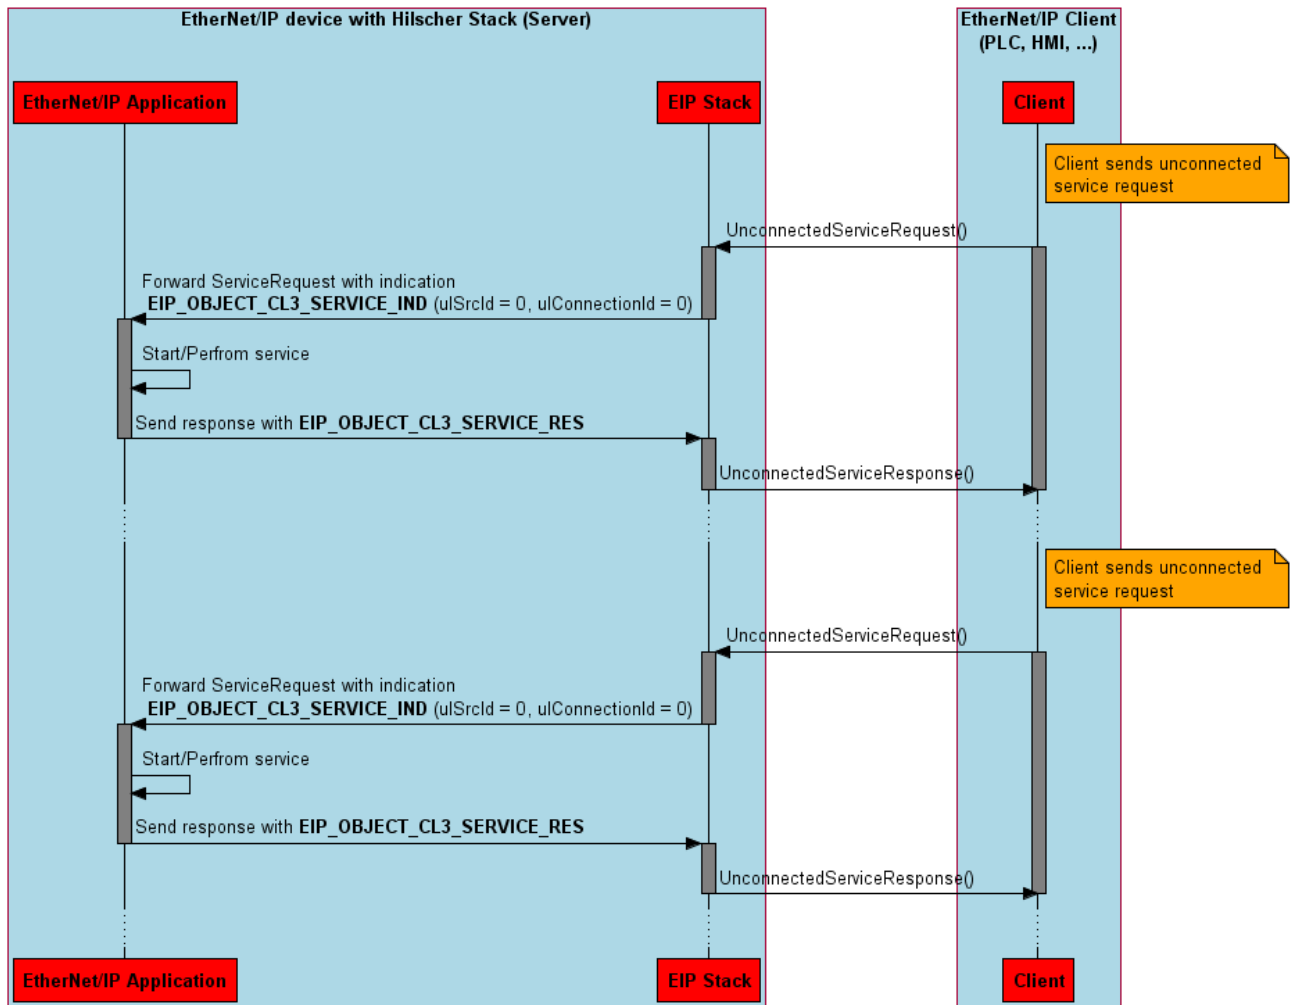 EtherNet/IP device with Hilscher Stack (Server)
EtherNet/IP Client
(PLC, HMI, ...)
EtherNet/IP Application
EIP Stack
Client
Client sends unconnected
service request
UnconnectedServiceRequest()
Forward ServiceRequest with indication
EIP_OBJECT_CL3_SERVICE_IND (ulSrcId = 0, ulConnectionId = 0)
Start/Perfrom service
Send response with EIP_OBJECT_CL3_SERVICE_RES
UnconnectedServiceResponse()
Client sends unconnected
service request
UnconnectedServiceRequest()
Forward ServiceRequest with indication
EIP_OBJECT_CL3_SERVICE_IND (ulSrcId = 0, ulConnectionId = 0)
Start/Perfrom service
Send response with EIP_OBJECT_CL3_SERVICE_RES
UnconnectedServiceResponse()
EtherNet/IP Application
EIP Stack
Client